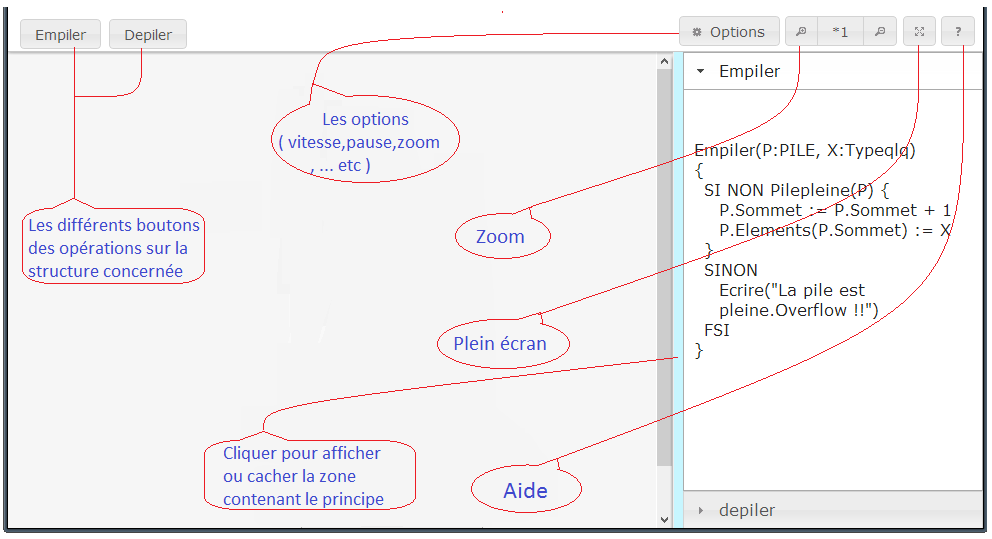 Empiler Depiler Options *1 ?
Empiler
Les options
( vitesse,pause,zoom
, ... etc )
Empiler(P:PILE, X:Typeqlq)
{
SI NON Pilepleine(P) {
P.Sommet := P.Sommet + 1
P.Elements(P.Sommet) := X
}
SINON
Ecrire("La pile est
pleine.Overflow !!")
FSI
}
Les différents boutons
des opérations sur la
structure concernée
Zoom
Plein écran
Cliquer pour afficher
ou cacher la zone
contenant le principe
Aide
depiler